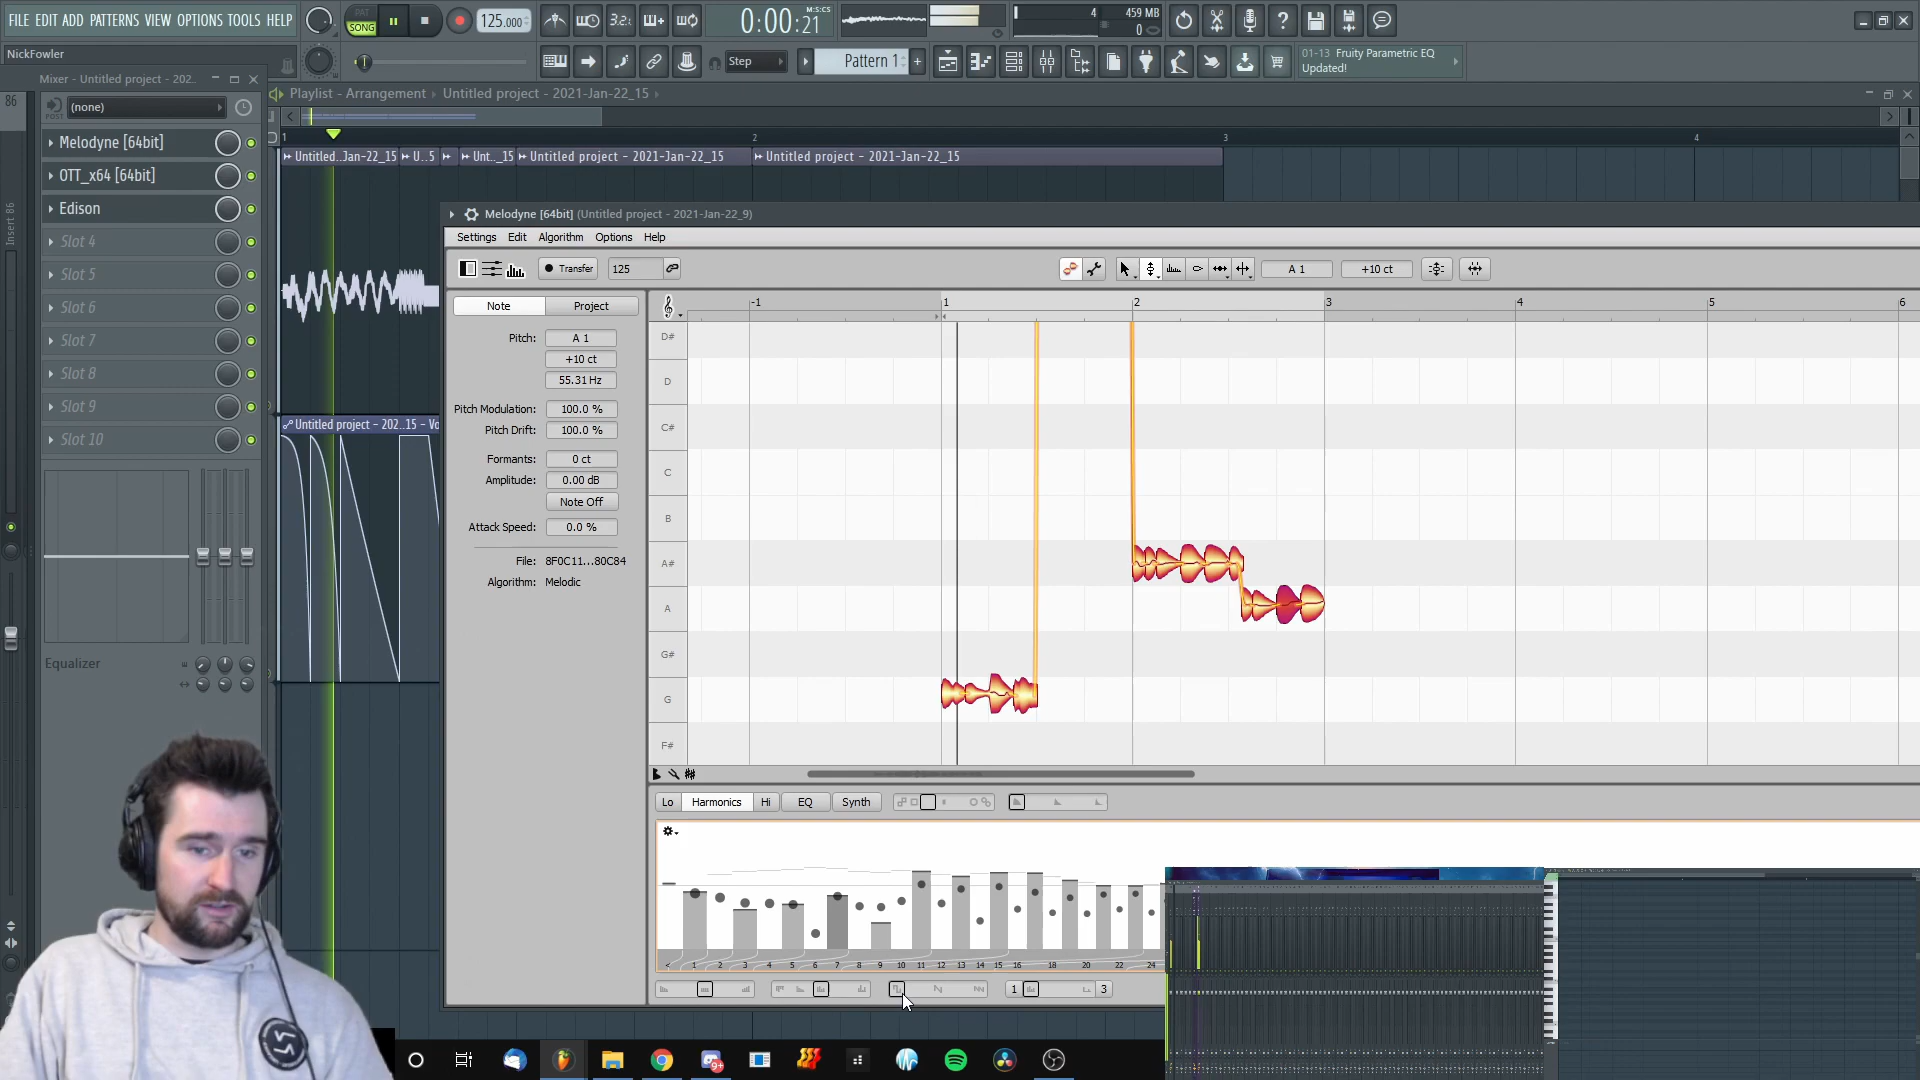 FILE EDIT ADD PATTERNS VIEW OPTIONS TOOLS HELP
PAT
SONG
125.000
3.2.
0:00:21
M:S:CS
4
459 MB
0
NickFowler
Step
Pattern 1
01-13 Fruity Parametric EQ
Updated!
Mixer - Untitled project - 202..
Playlist - Arrangement
Untitled project - 2021-Jan-22_15
86
(none)
POST
Insert 86
Melodyne [64bit]
OTT_x64 [64bit]
Edison
Slot 4
Slot 5
Slot 6
Slot 7
Slot 8
Slot 9
Slot 10
Equalizer
1
2
3
4
Untitled..Jan-22_15
U..5
Unt.._15
Untitled project - 2021-Jan-22_15
Untitled project - 2021-Jan-22_15
Untitled project - 202..15 - Vo
Melodyne [64bit] (Untitled project - 2021-Jan-22_9)
Settings Edit Algorithm Options Help
Transfer
125
A 1
+10 ct
Note
Project
Pitch: A 1
+10 ct
55.31 Hz
Pitch Modulation: 100.0 %
Pitch Drift: 100.0 %
Formants: 0 ct
Amplitude: 0.00 dB
Note Off
Attack Speed: 0.0 %
File: 8F0C11...80C84
Algorithm: Melodic
-1
1
2
3
4
5
6
D#
D
C#
C
B
A#
A
G#
G
F#
Lo
Harmonics
Hi
EQ
Synth
< 1 2 3 4 5 6 7 8 9 10 11 12 13 14 15 16 18 20 22 24
1
3
9+